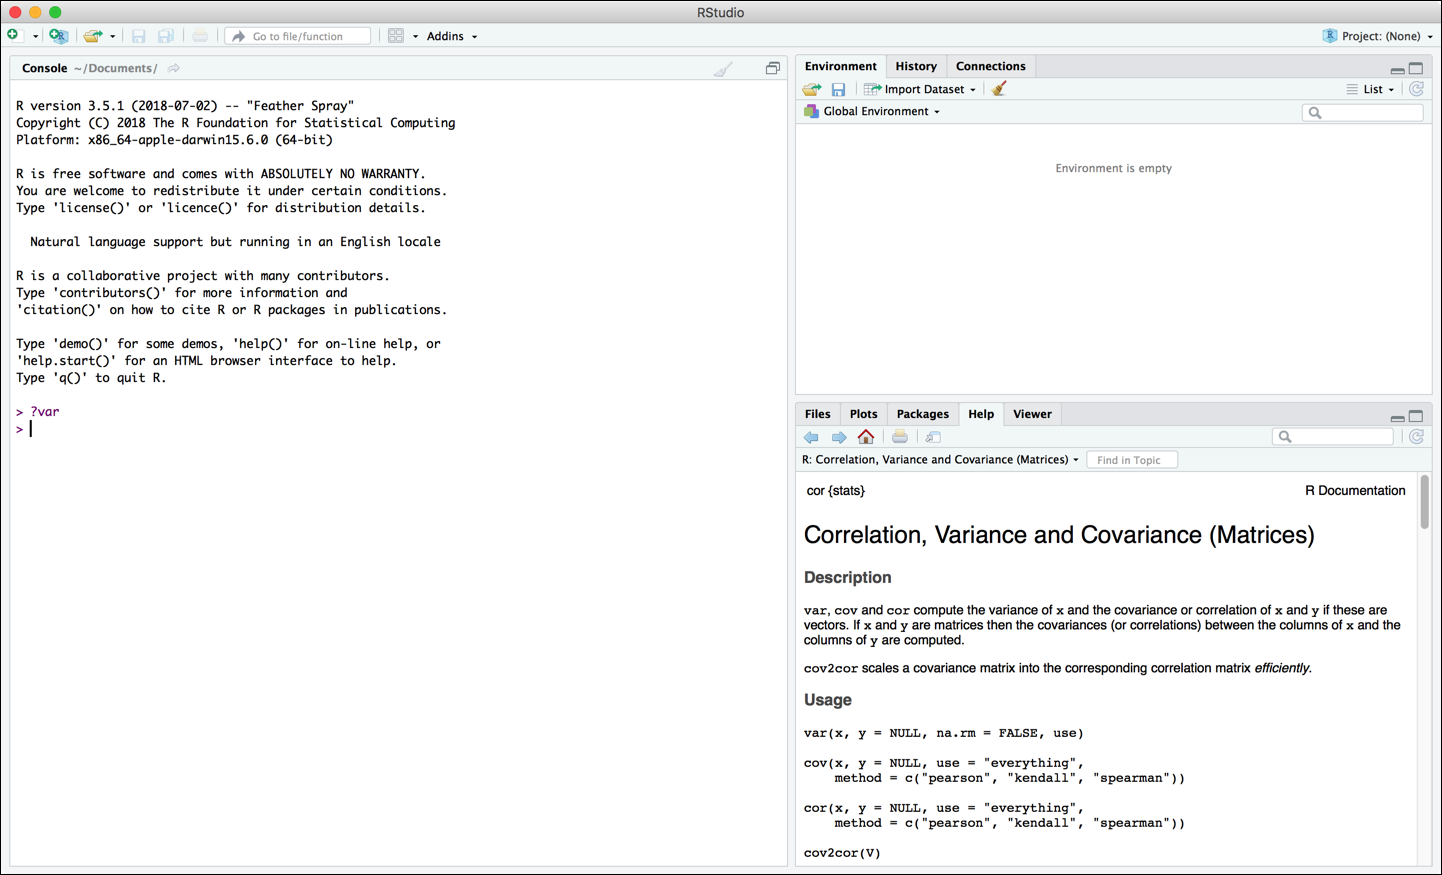 RStudio
Go to file/function
Addins
Project: (None)
Console ~/Documents/
R version 3.5.1 (2018-07-02) -- "Feather Spray"
Copyright (C) 2018 The R Foundation for Statistical Computing
Platform: x86_64-apple-darwin15.6.0 (64-bit)
R is free software and comes with ABSOLUTELY NO WARRANTY.
You are welcome to redistribute it under certain conditions.
Type 'license()' or 'licence()' for distribution details.
Natural language support but running in an English locale
R is a collaborative project with many contributors.
Type 'contributors()' for more information and
'citation()' on how to cite R or R packages in publications.
Type 'demo()' for some demos, 'help()' for on-line help, or
'help.start()' for an HTML browser interface to help.
Type 'q()' to quit R.
> ?var
>
Environment History Connections
Import Dataset List
Global Environment
Environment is empty
Files Plots Packages Help Viewer
R: Correlation, Variance and Covariance (Matrices) Find in Topic
cor {stats} R Documentation
Correlation, Variance and Covariance (Matrices)
Description
var, cov and cor compute the variance of x and the covariance or correlation of x and y if these are
vectors. If x and y are matrices then the covariances (or correlations) between the columns of x and the
columns of y are computed.
cov2cor scales a covariance matrix into the corresponding correlation matrix efficiently.
Usage
var(x, y = NULL, na.rm = FALSE, use)
cov(x, y = NULL, use = "everything",
method = c("pearson", "kendall", "spearman"))
cor(x, y = NULL, use = "everything",
method = c("pearson", "kendall", "spearman"))
cov2cor(V)